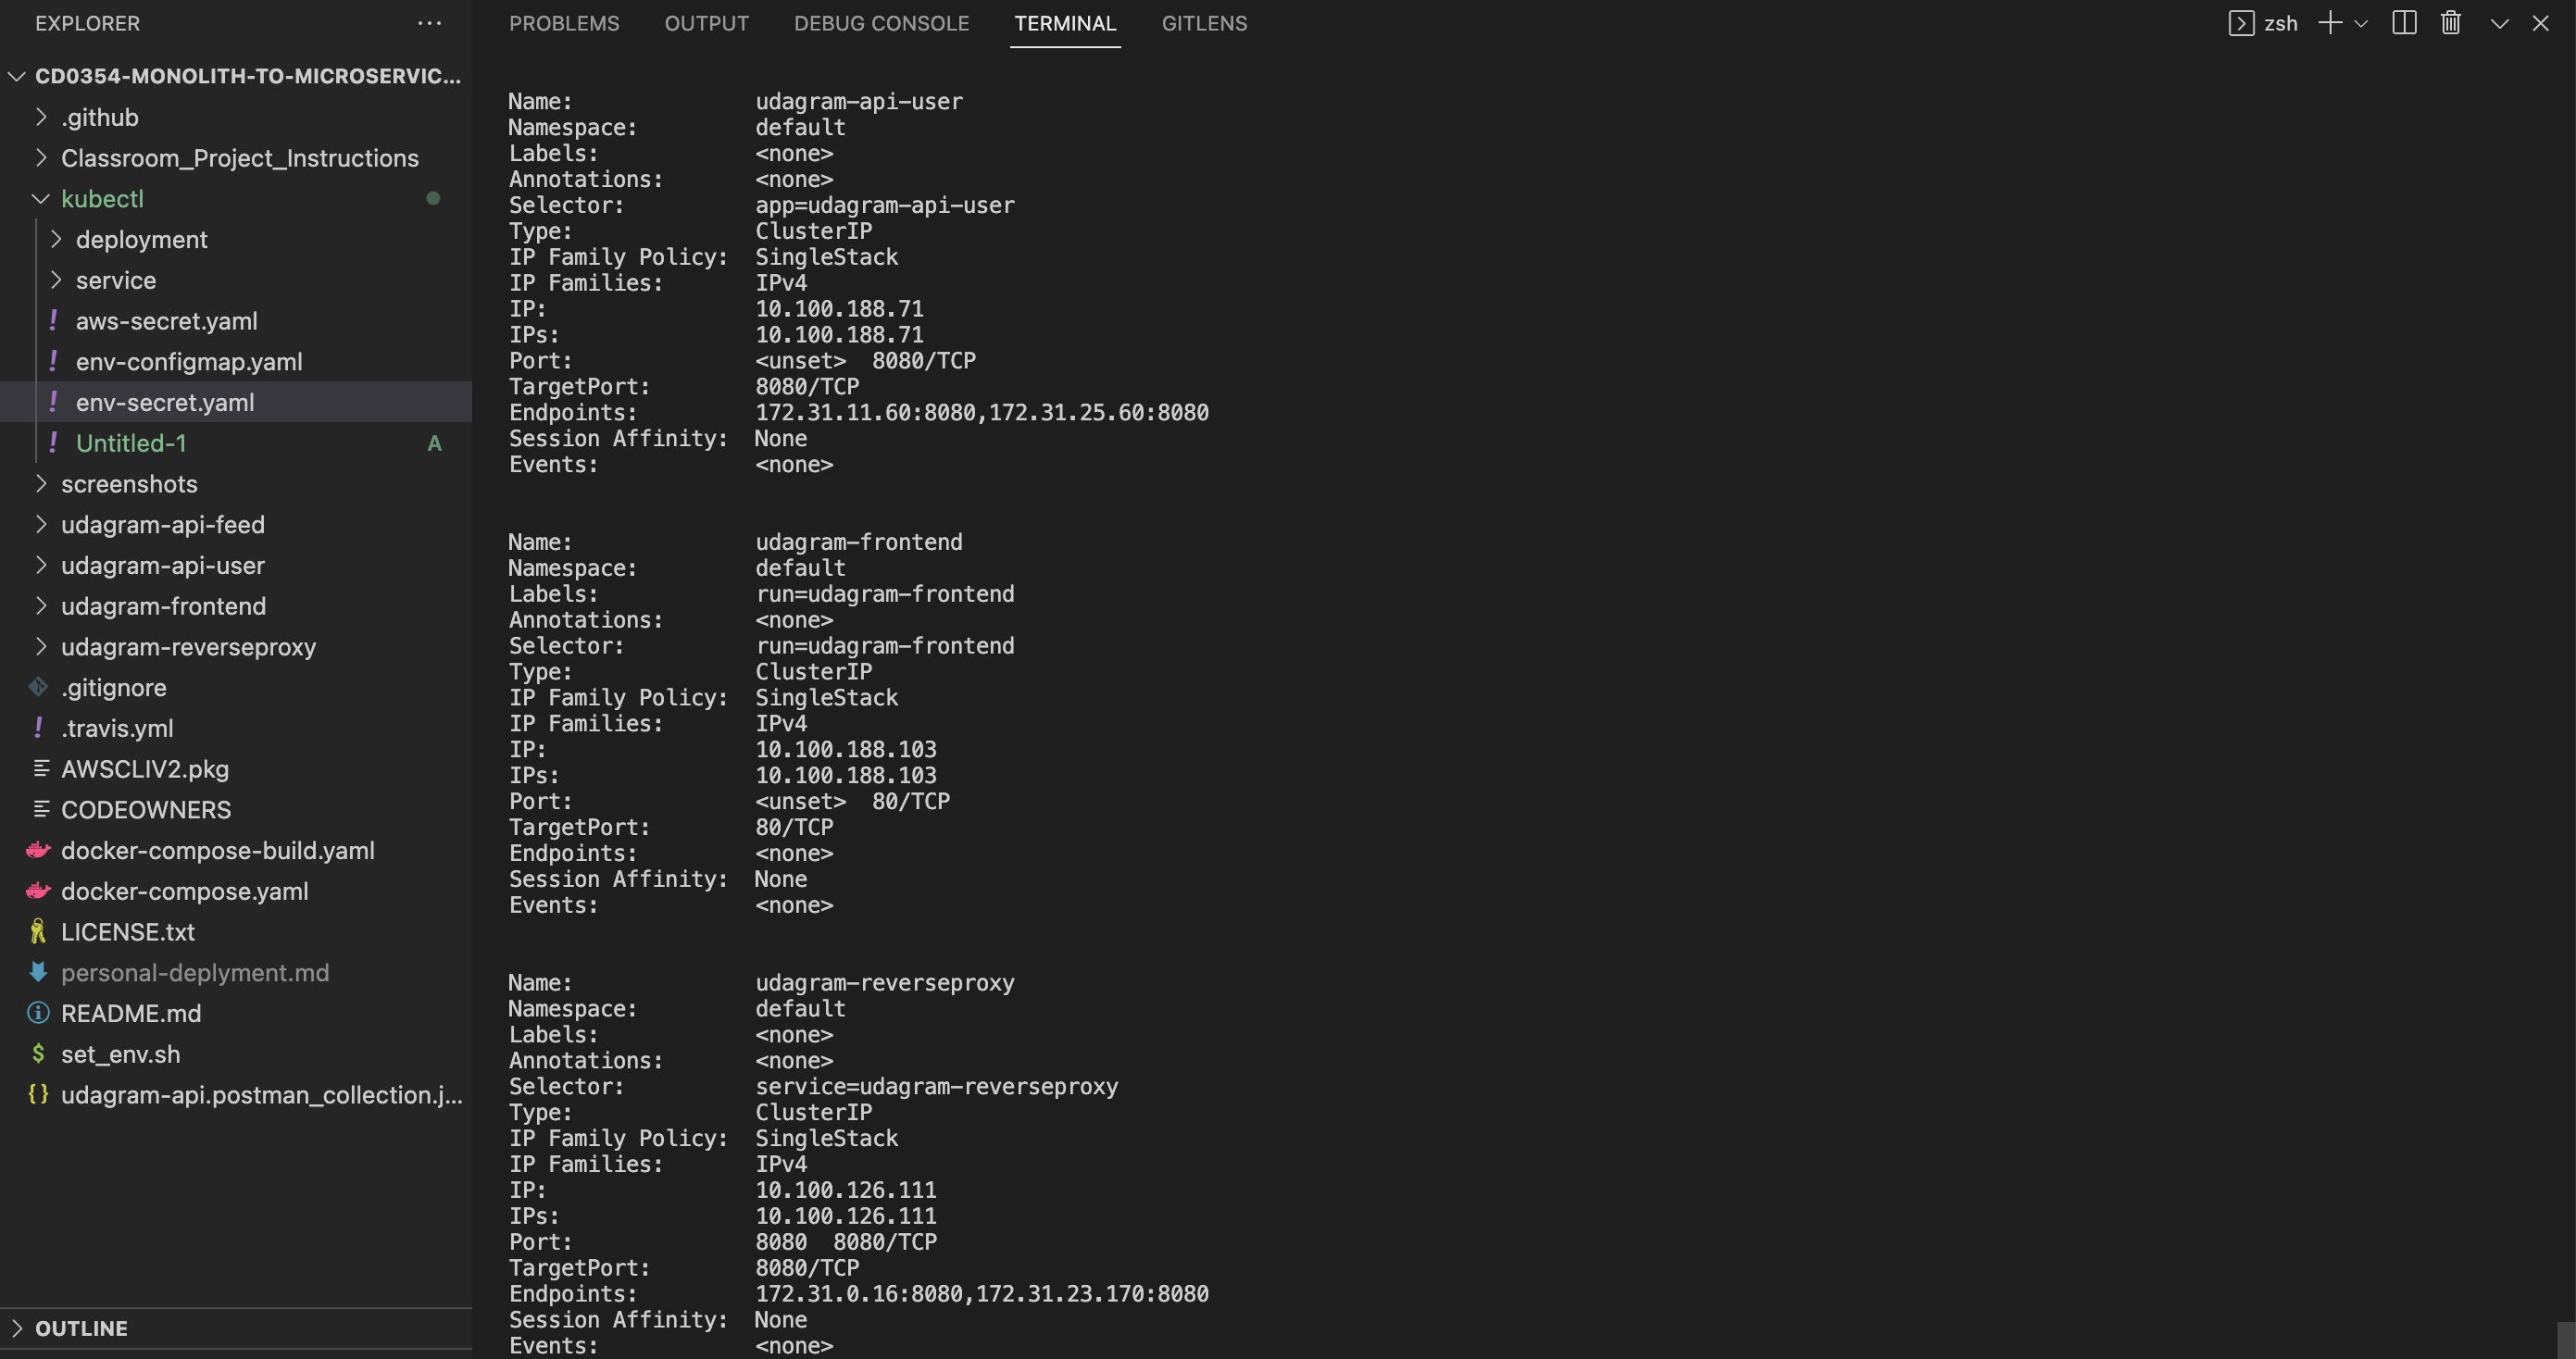 EXPLORER
CD0354-MONOLITH-TO-MICROSERVIC...
.github
Classroom_Project_Instructions
kubectl
deployment
service
aws-secret.yaml
env-configmap.yaml
env-secret.yaml
Untitled-1 A
screenshots
udagram-api-feed
udagram-api-user
udagram-frontend
udagram-reverseproxy
.gitignore
.travis.yml
AWSCLIV2.pkg
CODEOWNERS
docker-compose-build.yaml
docker-compose.yaml
LICENSE.txt
personal-deplyment.md
README.md
set_env.sh
udagram-api.postman_collection.j...
OUTLINE
PROBLEMS OUTPUT DEBUG CONSOLE TERMINAL GITLENS zsh
Name: udagram-api-user
Namespace: default
Labels: <none>
Annotations: <none>
Selector: app=udagram-api-user
Type: ClusterIP
IP Family Policy: SingleStack
IP Families: IPv4
IP: 10.100.188.71
IPs: 10.100.188.71
Port: <unset> 8080/TCP
TargetPort: 8080/TCP
Endpoints: 172.31.11.60:8080,172.31.25.60:8080
Session Affinity: None
Events: <none>
Name: udagram-frontend
Namespace: default
Labels: run=udagram-frontend
Annotations: <none>
Selector: run=udagram-frontend
Type: ClusterIP
IP Family Policy: SingleStack
IP Families: IPv4
IP: 10.100.188.103
IPs: 10.100.188.103
Port: <unset> 80/TCP
TargetPort: 80/TCP
Endpoints: <none>
Session Affinity: None
Events: <none>
Name: udagram-reverseproxy
Namespace: default
Labels: <none>
Annotations: <none>
Selector: service=udagram-reverseproxy
Type: ClusterIP
IP Family Policy: SingleStack
IP Families: IPv4
IP: 10.100.126.111
IPs: 10.100.126.111
Port: 8080 8080/TCP
TargetPort: 8080/TCP
Endpoints: 172.31.0.16:8080,172.31.23.170:8080
Session Affinity: None
Events: <none>